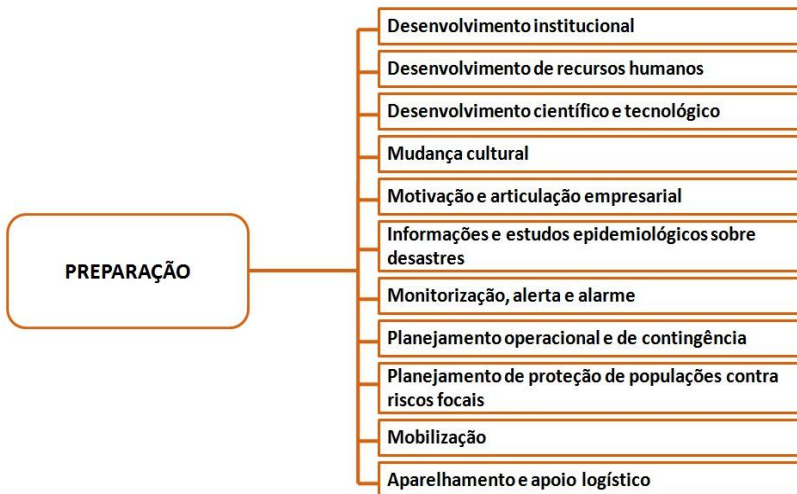 PREPARAÇÃO
Desenvolvimento institucional
Desenvolvimento de recursos humanos
Desenvolvimento científico e tecnológico
Mudança cultural
Motivação e articulação empresarial
Informações e estudos epidemiológicos sobre
desastres
Monitorização, alerta e alarme
Planejamento operacional e de contingência
Planejamento de proteção de populações contra
riscos focais
Mobilização
Aparelhamento e apoio logístico